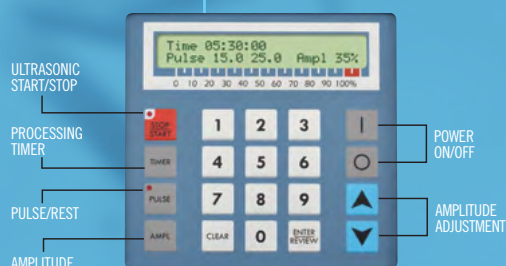 Time 05:30:00
Pulse 15.0 25.0 Ampl 35%
0 10 20 30 40 50 60 70 80 90 100%
ULTRASONIC
START/STOP
STOP
START
1 2 3
I
POWER
ON/OFF
PROCESSING
TIMER
TIMER
4 5 6
O
PULSE/REST
PULSE
7 8 9
AMPLITUDE
ADJUSTMENT
AMPLITUDE
AMPL
CLEAR
0
ENTER
REVIEW